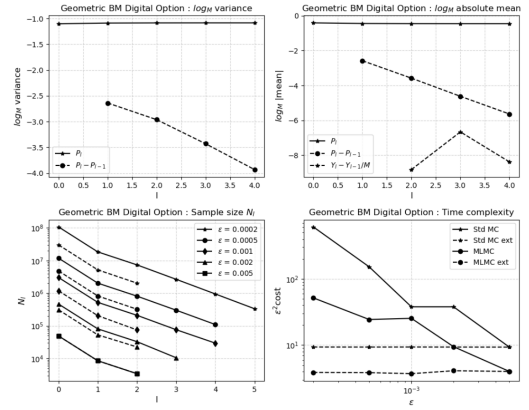 Geometric BM Digital Option : log_M variance
log_M variance
-1.0
-1.5
-2.0
-2.5
-3.0
-3.5
-4.0
P_l
P_l − P_{l−1}
0.0 0.5 1.0 1.5 2.0 2.5 3.0 3.5 4.0
l
Geometric BM Digital Option : log_M absolute mean
log_M |mean|
0
−2
−4
−6
−8
P_l
P_l − P_{l−1}
Y_l − Y_{l−1}/M
0.0 0.5 1.0 1.5 2.0 2.5 3.0 3.5 4.0
l
Geometric BM Digital Option : Sample size N_l
N_l
10^8
10^7
10^6
10^5
10^4
ε = 0.0002
ε = 0.0005
ε = 0.001
ε = 0.002
ε = 0.005
0 1 2 3 4 5
l
Geometric BM Digital Option : Time complexity
ε^2cost
10^2
10^1
Std MC
Std MC ext
MLMC
MLMC ext
10^−3
ε